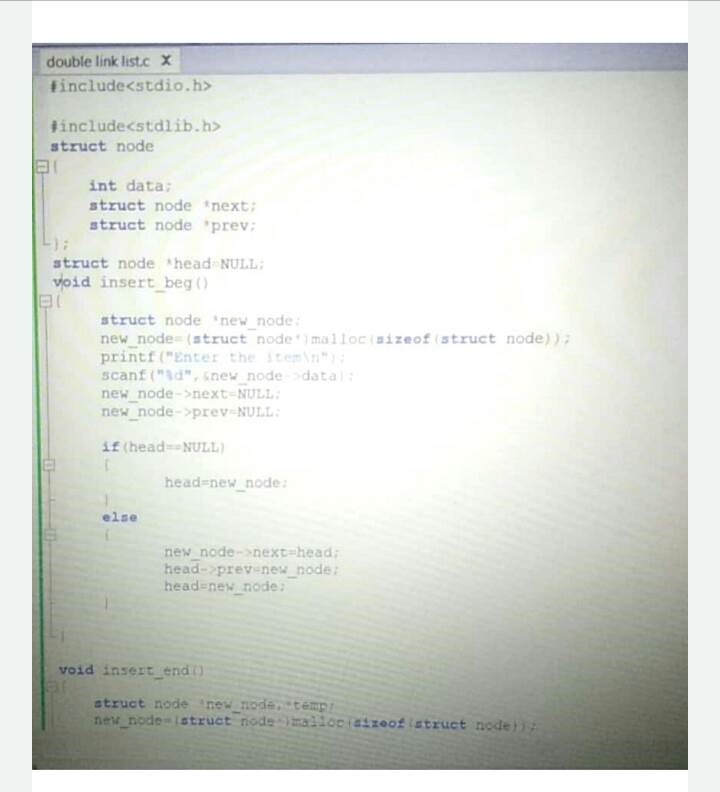 double link list.c X
#include<stdio.h>
#include<stdlib.h>
struct node
{
int data;
struct node *next;
struct node *prev;
};
struct node *head=NULL;
void insert_beg()
{
struct node *new_node;
new_node=(struct node*)malloc(sizeof(struct node));
printf("Enter the item\n");
scanf("%d",&new_node->data);
new_node->next=NULL;
new_node->prev=NULL;
if(head==NULL)
{
head=new_node;
}
else
{
new_node->next=head;
head->prev=new_node;
head=new_node;
}
}
void insert_end()
{
struct node *new_node,*temp;
new_node=(struct node*)malloc(sizeof(struct node));